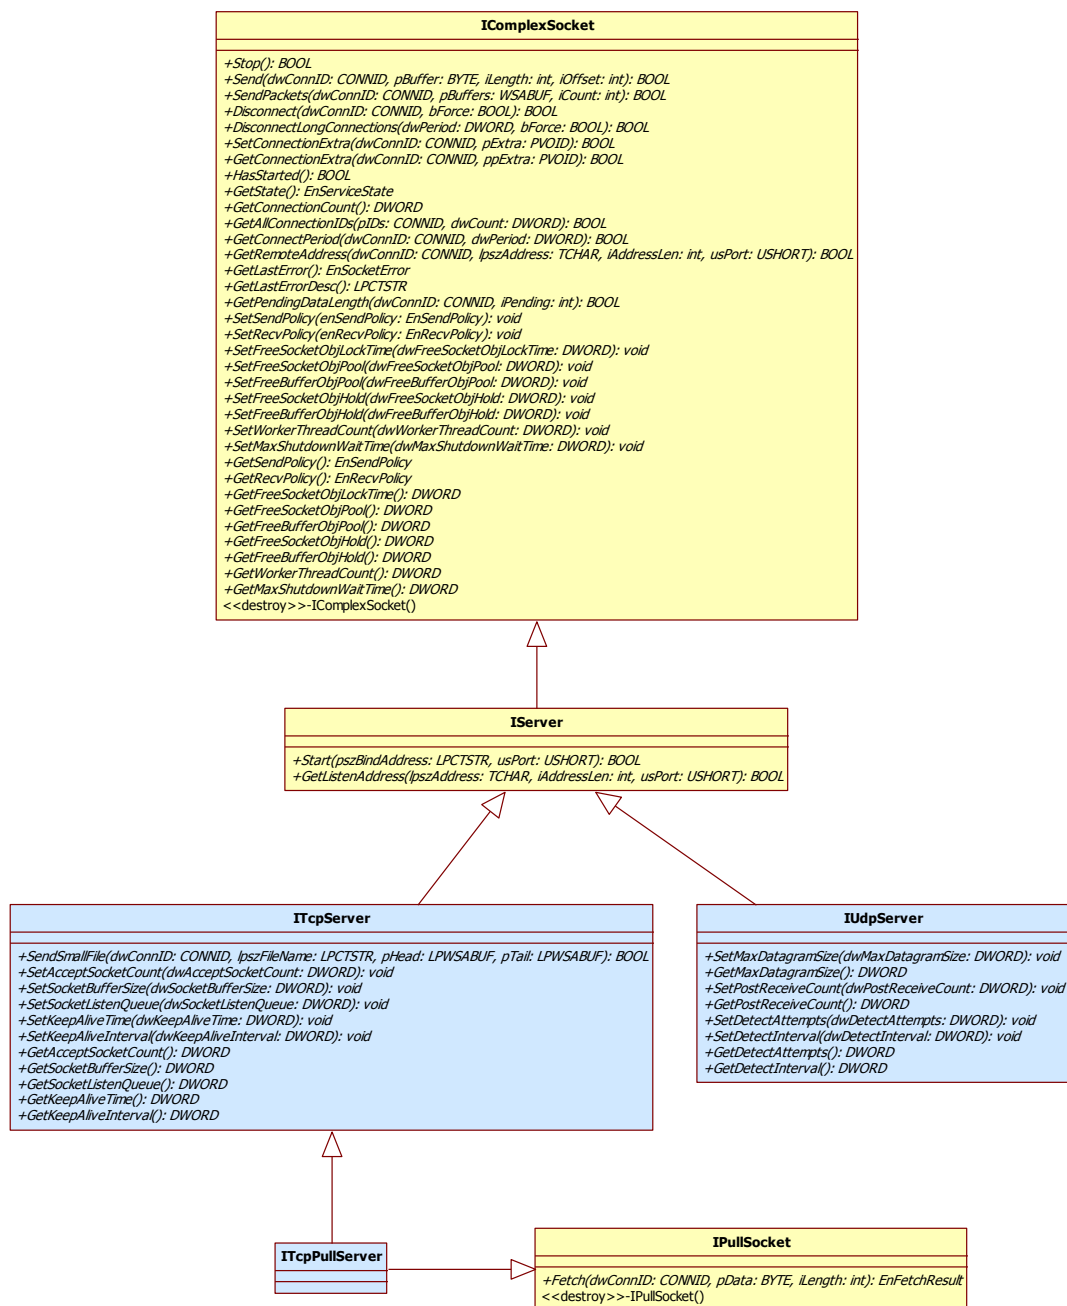 IComplexSocket
+Stop(): BOOL
+Send(dwConnID: CONNID, pBuffer: BYTE, iLength: int, iOffset: int): BOOL
+SendPackets(dwConnID: CONNID, pBuffers: WSABUF, iCount: int): BOOL
+Disconnect(dwConnID: CONNID, bForce: BOOL): BOOL
+DisconnectLongConnections(dwPeriod: DWORD, bForce: BOOL): BOOL
+SetConnectionExtra(dwConnID: CONNID, pExtra: PVOID): BOOL
+GetConnectionExtra(dwConnID: CONNID, ppExtra: PVOID): BOOL
+HasStarted(): BOOL
+GetState(): EnServiceState
+GetConnectionCount(): DWORD
+GetAllConnectionIDs(pIDs: CONNID, dwCount: DWORD): BOOL
+GetConnectPeriod(dwConnID: CONNID, dwPeriod: DWORD): BOOL
+GetRemoteAddress(dwConnID: CONNID, lpszAddress: TCHAR, iAddressLen: int, usPort: USHORT): BOOL
+GetLastError(): EnSocketError
+GetLastErrorDesc(): LPCTSTR
+GetPendingDataLength(dwConnID: CONNID, iPending: int): BOOL
+SetSendPolicy(enSendPolicy: EnSendPolicy): void
+SetRecvPolicy(enRecvPolicy: EnRecvPolicy): void
+SetFreeSocketObjLockTime(dwFreeSocketObjLockTime: DWORD): void
+SetFreeSocketObjPool(dwFreeSocketObjPool: DWORD): void
+SetFreeBufferObjPool(dwFreeBufferObjPool: DWORD): void
+SetFreeSocketObjHold(dwFreeSocketObjHold: DWORD): void
+SetFreeBufferObjHold(dwFreeBufferObjHold: DWORD): void
+SetWorkerThreadCount(dwWorkerThreadCount: DWORD): void
+SetMaxShutdownWaitTime(dwMaxShutdownWaitTime: DWORD): void
+GetSendPolicy(): EnSendPolicy
+GetRecvPolicy(): EnRecvPolicy
+GetFreeSocketObjLockTime(): DWORD
+GetFreeSocketObjPool(): DWORD
+GetFreeBufferObjPool(): DWORD
+GetFreeSocketObjHold(): DWORD
+GetFreeBufferObjHold(): DWORD
+GetWorkerThreadCount(): DWORD
+GetMaxShutdownWaitTime(): DWORD
<<destroy>>-IComplexSocket()
IServer
+Start(pszBindAddress: LPCTSTR, usPort: USHORT): BOOL
+GetListenAddress(lpszAddress: TCHAR, iAddressLen: int, usPort: USHORT): BOOL
ITcpServer
+SendSmallFile(dwConnID: CONNID, lpszFileName: LPCTSTR, pHead: LPWSABUF, pTail: LPWSABUF): BOOL
+SetAcceptSocketCount(dwAcceptSocketCount: DWORD): void
+SetSocketBufferSize(dwSocketBufferSize: DWORD): void
+SetSocketListenQueue(dwSocketListenQueue: DWORD): void
+SetKeepAliveTime(dwKeepAliveTime: DWORD): void
+SetKeepAliveInterval(dwKeepAliveInterval: DWORD): void
+GetAcceptSocketCount(): DWORD
+GetSocketBufferSize(): DWORD
+GetSocketListenQueue(): DWORD
+GetKeepAliveTime(): DWORD
+GetKeepAliveInterval(): DWORD
IUdpServer
+SetMaxDatagramSize(dwMaxDatagramSize: DWORD): void
+GetMaxDatagramSize(): DWORD
+SetPostReceiveCount(dwPostReceiveCount: DWORD): void
+GetPostReceiveCount(): DWORD
+SetDetectAttempts(dwDetectAttempts: DWORD): void
+SetDetectInterval(dwDetectInterval: DWORD): void
+GetDetectAttempts(): DWORD
+GetDetectInterval(): DWORD
ITcpPullServer
IPullSocket
+Fetch(dwConnID: CONNID, pData: BYTE, iLength: int): EnFetchResult
<<destroy>>-IPullSocket()